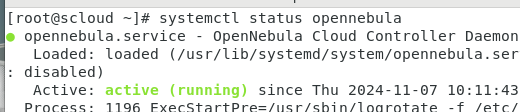 [root@scloud ~]# systemctl status opennebula
● opennebula.service - OpenNebula Cloud Controller Daemon
Loaded: loaded (/usr/lib/systemd/system/opennebula.ser
: disabled)
Active: active (running) since Thu 2024-11-07 10:11:43
Process: 1196 ExecStartPre=/usr/sbin/logrotate -f /etc/